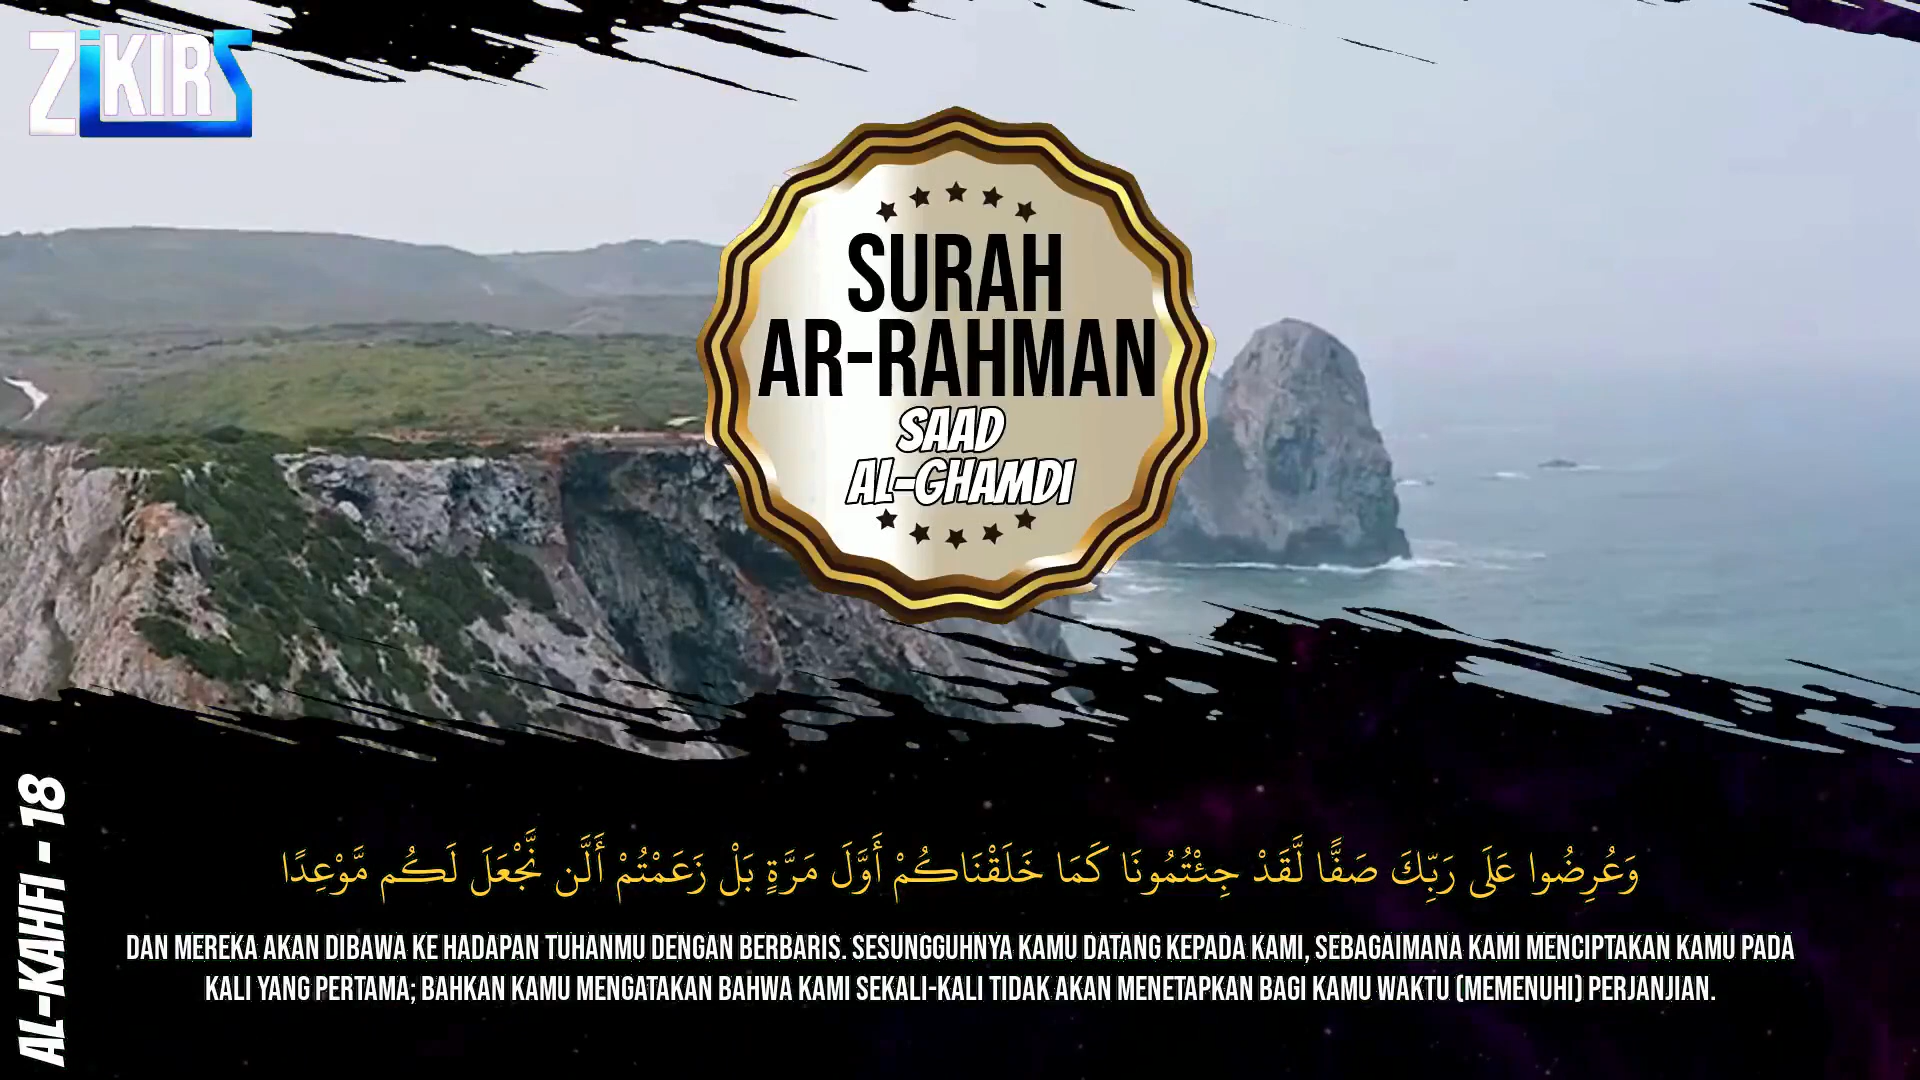 ZIKIRS
SURAH
AR-RAHMAN
SAAD
AL-GHAMDI
AL-KAHFI - 18
وَعُرِضُوا عَلَى رَبِّكَ صَفًّا لَّقَدْ جِئْتُمُونَا كَمَا خَلَقْنَاكُمْ أَوَّلَ مَرَّةٍ بَلْ زَعَمْتُمْ أَلَّن نَّجْعَلَ لَكُم مَّوْعِدًا
DAN MEREKA AKAN DIBAWA KE HADAPAN TUHANMU DENGAN BERBARIS. SESUNGGUHNYA KAMU DATANG KEPADA KAMI, SEBAGAIMANA KAMI MENCIPTAKAN KAMU PADA
KALI YANG PERTAMA; BAHKAN KAMU MENGATAKAN BAHWA KAMI SEKALI-KALI TIDAK AKAN MENETAPKAN BAGI KAMU WAKTU (MEMENUHI) PERJANJIAN.